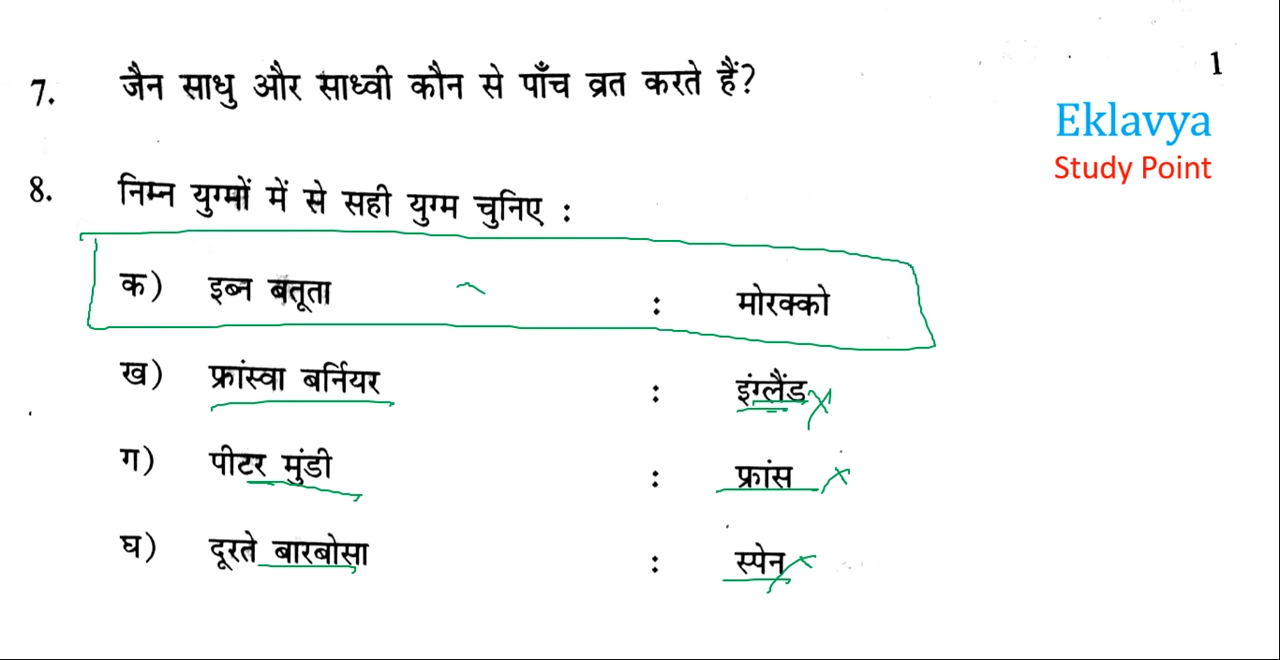 7. जैन साधु और साध्वी कौन से पाँच व्रत करते हैं? 1
Eklavya
Study Point
8. निम्न युग्मों में से सही युग्म चुनिए :
क) इब्न बतूता : मोरक्को
ख) फ्रांस्वा बर्नियर : इंग्लैंड
ग) पीटर मुंडी : फ्रांस
घ) दूरते बारबोसा : स्पेन